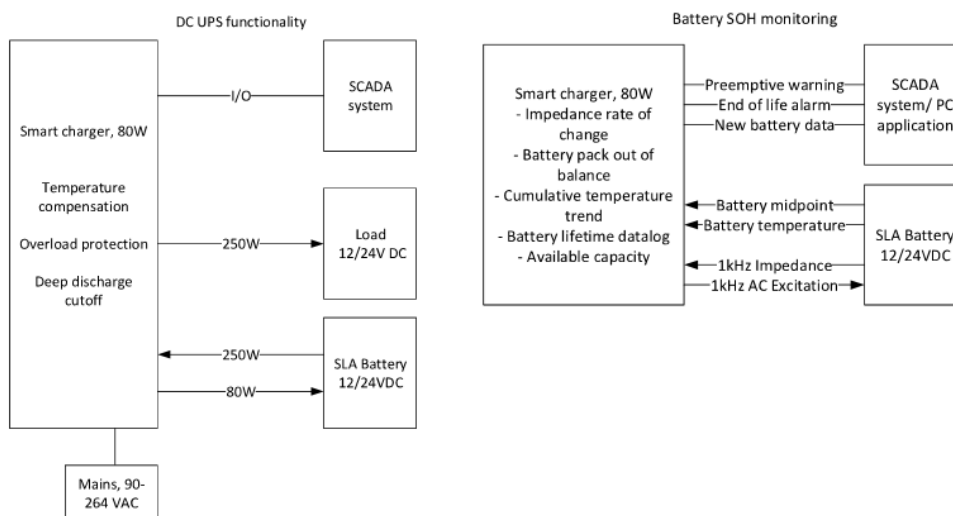 DC UPS functionality
Smart charger, 80W
Temperature
compensation
Overload protection
Deep discharge
cutoff
I/O
SCADA
system
250W
Load
12/24V DC
250W
80W
SLA Battery
12/24VDC
Mains, 90-
264 VAC
Battery SOH monitoring
Smart charger, 80W
- Impedance rate of
change
- Battery pack out of
balance
- Cumulative temperature
trend
- Battery lifetime datalog
- Available capacity
Preemptive warning
End of life alarm
New battery data
SCADA
system/ PC
application
Battery midpoint
Battery temperature
1kHz Impedance
1kHz AC Excitation
SLA Battery
12/24VDC